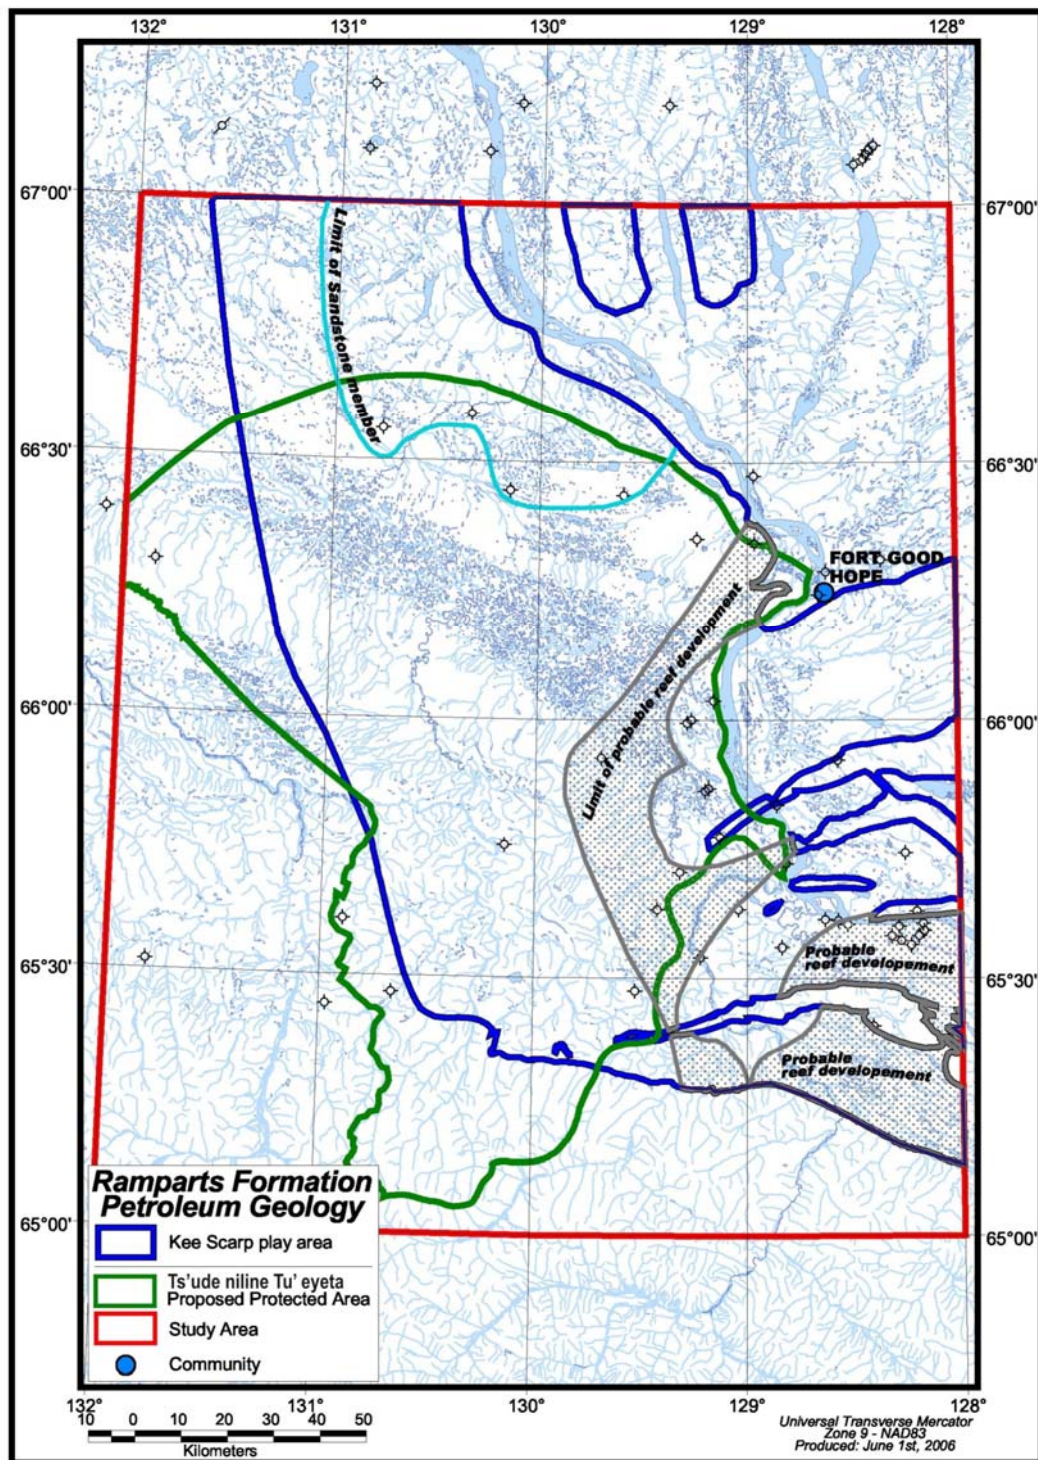 132° 131° 130° 129° 128°
67°00' 67°00'
Limit of Sandstone member
66°30' 66°30'
FORT GOOD
HOPE
Limit of probable reef development
66°00' 66°00'
Probable
reef developement
65°30' 65°30'
Probable
reef developement
Ramparts Formation
Petroleum Geology
Kee Scarp play area
Ts'ude niline Tu' eyeta
Proposed Protected Area
Study Area
Community
65°00' 65°00'
132° 131° 130° 129° 128°
10 0 10 20 30 40 50
Kilometers
Universal Transverse Mercator
Zone 9 - NAD83
Produced: June 1st, 2006